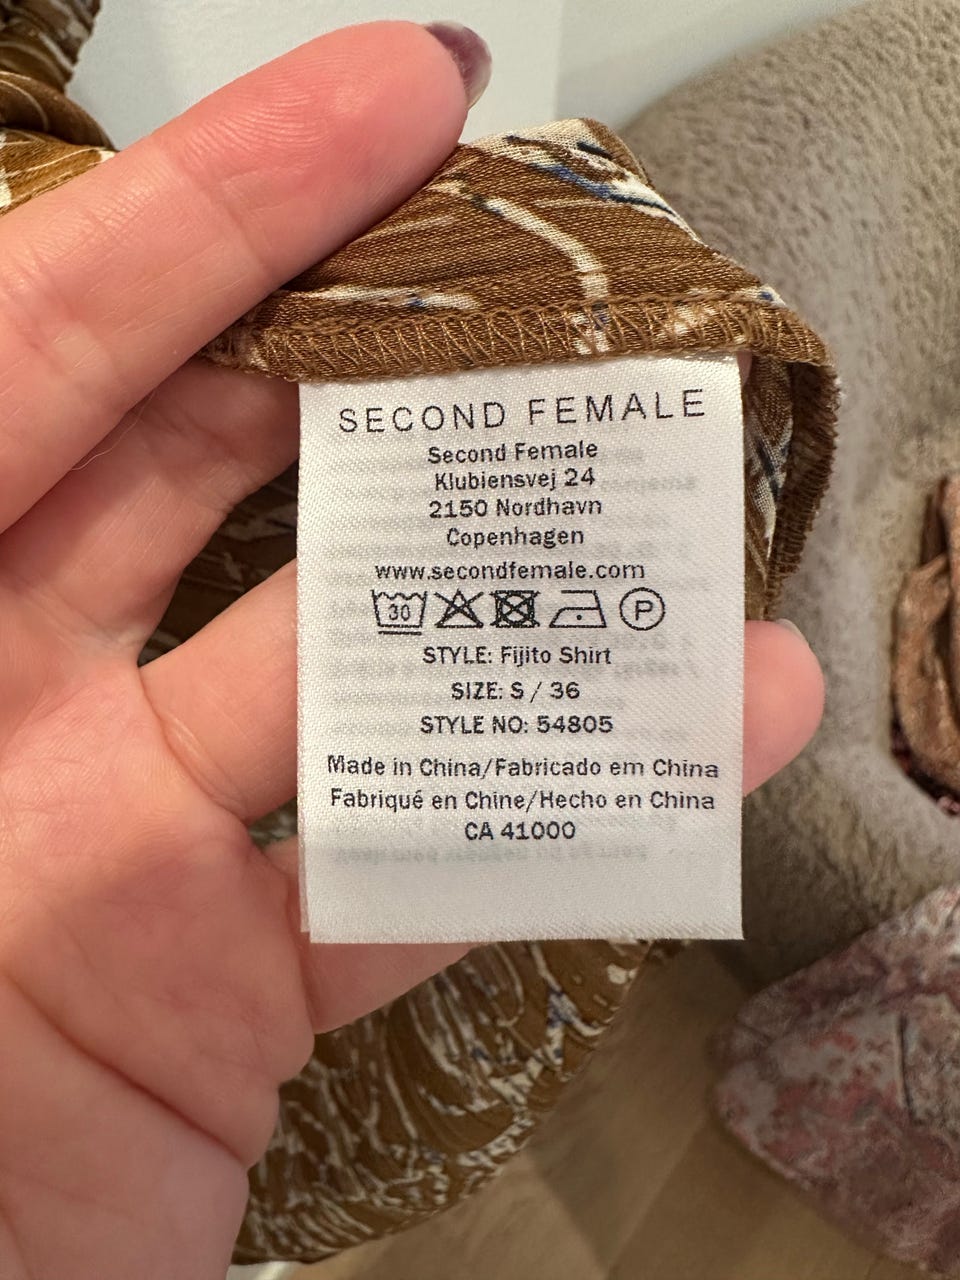 SECOND FEMALE
Second Female
Klubiensvej 24
2150 Nordhavn
Copenhagen
www.secondfemale.com
30 P
STYLE: Fijito Shirt
SIZE: S / 36
STYLE NO: 54805
Made in China/Fabricado em China
Fabriqué en Chine/Hecho en China
CA 41000